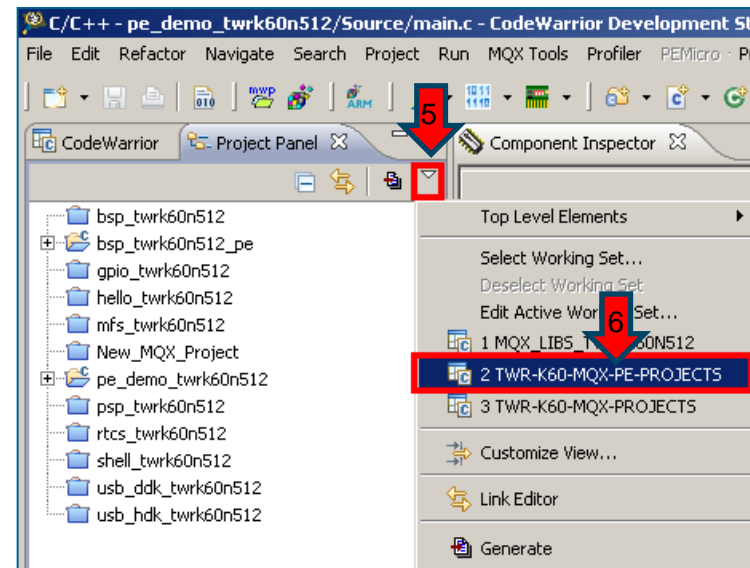 C/C++ - pe_demo_twrk60n512/Source/main.c - CodeWarrior Development St
File Edit Refactor Navigate Search Project Run MQX Tools Profiler PEMicro
010 mwp ARM 1011 1110
5
CodeWarrior Project Panel Component Inspector
bsp_twrk60n512
bsp_twrk60n512_pe
gpio_twrk60n512
hello_twrk60n512
mfs_twrk60n512
New_MQX_Project
pe_demo_twrk60n512
psp_twrk60n512
rtcs_twrk60n512
shell_twrk60n512
usb_ddk_twrk60n512
usb_hdk_twrk60n512
Top Level Elements
Select Working Set...
Deselect Working Set
Edit Active Wor Set...
6
1 MQX_LIBS_T 60N512
2 TWR-K60-MQX-PE-PROJECTS
3 TWR-K60-MQX-PROJECTS
Customize View...
Link Editor
Generate